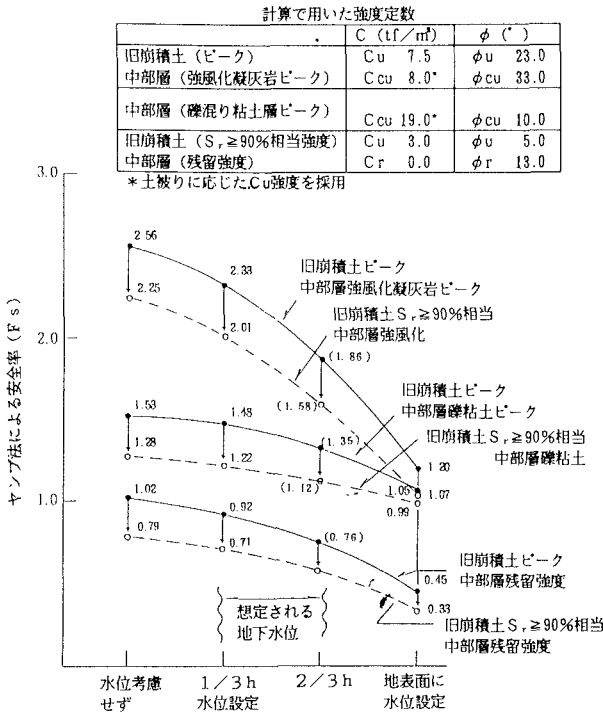 計算で用いた強度定数
C (tf/㎡) φ (°)
旧崩積土 (ピーク) Cu 7.5 φu 23.0
中部層 (強風化凝灰岩ピーク) Ccu 8.0* φcu 33.0
中部層 (礫混り粘土層ピーク) Ccu 19.0* φcu 10.0
旧崩積土 (Sr≧90%相当強度) Cu 3.0 φu 5.0
中部層 (残留強度) Cr 0.0 φr 13.0
*土被りに応じたCu強度を採用
ヤンブ法による安全率 (Fs)
3.0
2.0
1.0
2.56
2.33
(1.86)
1.20
2.25
2.01
(1.58)
1.07
1.53
1.48
(1.35)
1.05
1.28
1.22
(1.12)
0.99
1.02
0.92
(0.76)
0.45
0.79
0.71
0.33
旧崩積土ピーク
中部層強風化凝灰岩ピーク
旧崩積土Sr≧90%相当
中部層強風化
旧崩積土ピーク
中部層礫粘土ピーク
旧崩積土Sr≧90%相当
中部層礫粘土
旧崩積土ピーク
中部層残留強度
旧崩積土Sr≧90%相当
中部層残留強度
想定される
地下水位
水位考慮
せず
1/3h
水位設定
2/3h
地表面に
水位設定